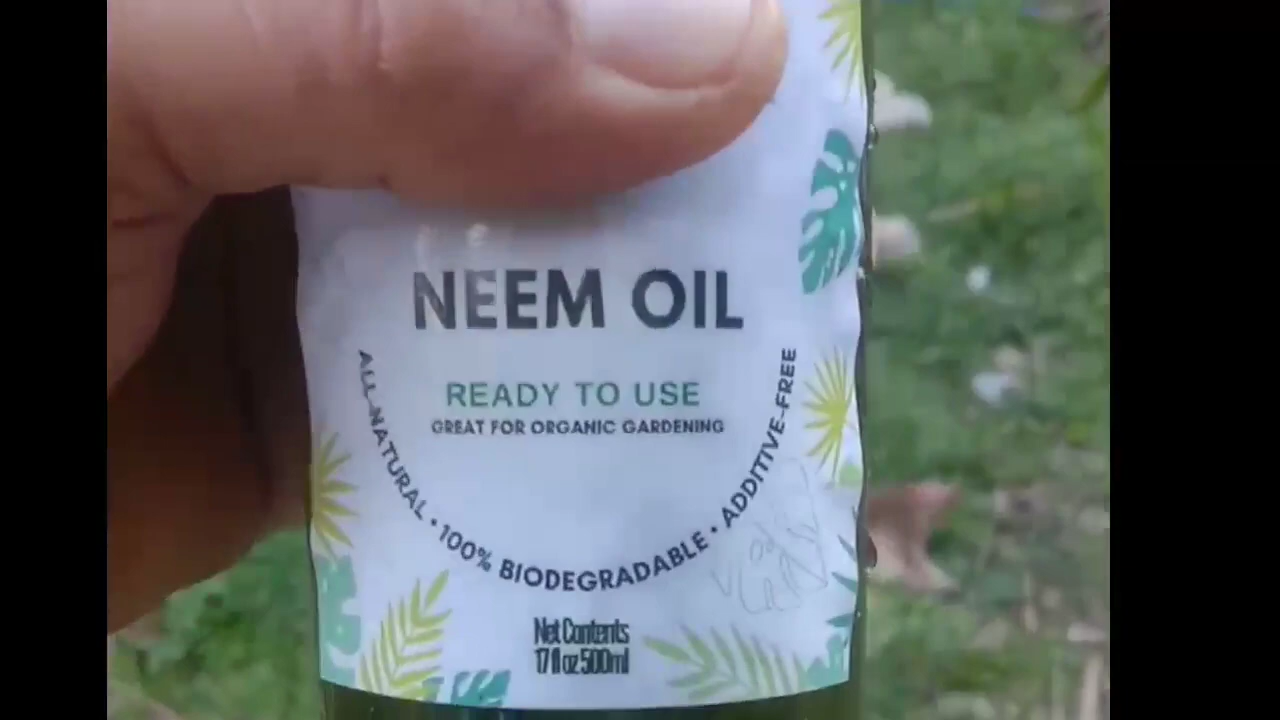 NEEM OIL
READY TO USE
GREAT FOR ORGANIC GARDENING
ALL-NATURAL • 100% BIODEGRADABLE • ADDITIVE-FREE
Net Contents
17 fl oz 500ml